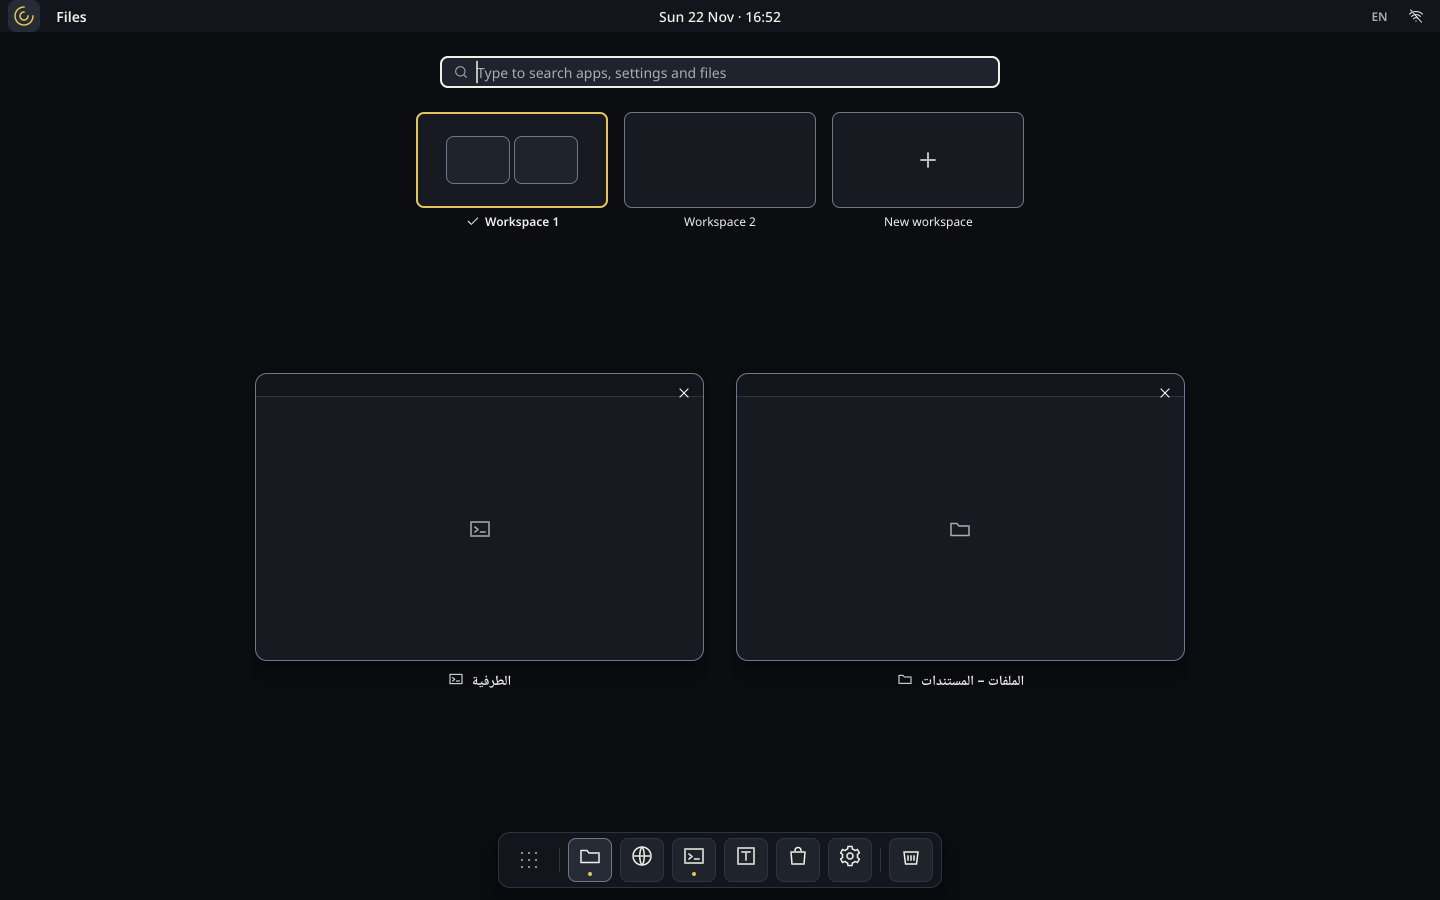 Files
Sun 22 Nov · 16:52
EN
Type to search apps, settings and files
Workspace 1
Workspace 2
New workspace
الطرفية
الملفات – المستندات